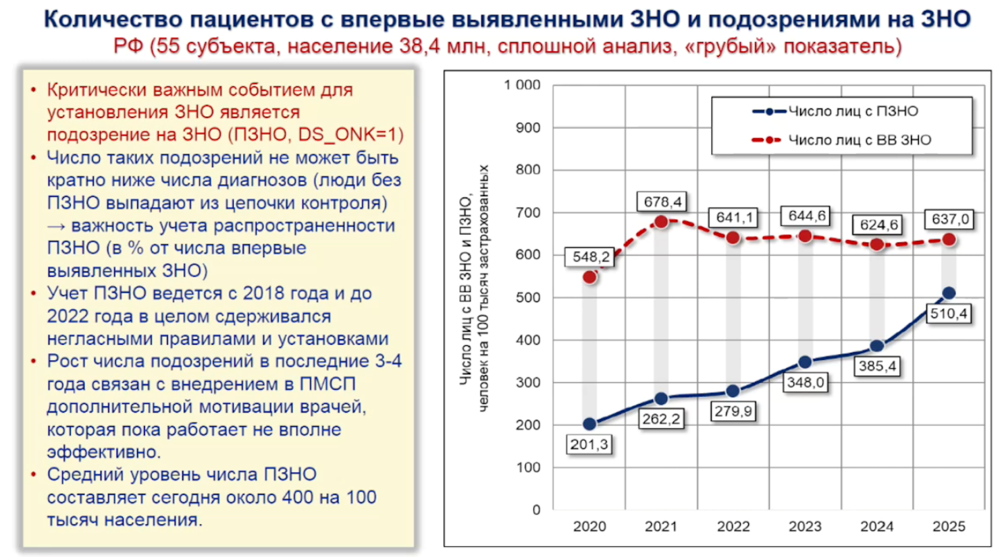 Количество пациентов с впервые выявленными ЗНО и подозрениями на ЗНО
РФ (55 субъекта, население 38,4 млн, сплошной анализ, «грубый» показатель)
• Критически важным событием для
установления ЗНО является
подозрение на ЗНО (ПЗНО, DS_ONK=1)
• Число таких подозрений не может быть
кратно ниже числа диагнозов (люди без
ПЗНО выпадают из цепочки контроля)
→ важность учета распространенности
ПЗНО (в % от числа впервые
выявленных ЗНО)
• Учет ПЗНО ведется с 2018 года и до
2022 года в целом сдерживался
негласными правилами и установками
• Рост числа подозрений в последние 3-4
года связан с внедрением в ПМСП
дополнительной мотивации врачей,
которая пока работает не вполне
эффективно.
• Средний уровень числа ПЗНО
составляет сегодня около 400 на 100
тысяч населения.
Число лиц с ВВ ЗНО и ПЗНО,
человек на 100 тысяч застрахованных
1 000
900
800
700
600
500
400
300
200
100
0
Число лиц с ПЗНО
Число лиц с ВВ ЗНО
548,2
678,4
641,1
644,6
624,6
637,0
201,3
262,2
279,9
348,0
385,4
510,4
2020
2021
2022
2023
2024
2025